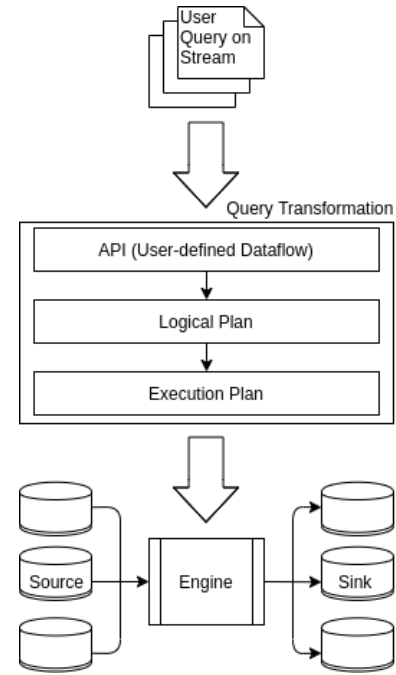 User
Query on
Stream
Query Transformation
API (User-defined Dataflow)
Logical Plan
Execution Plan
Source
Engine
Sink